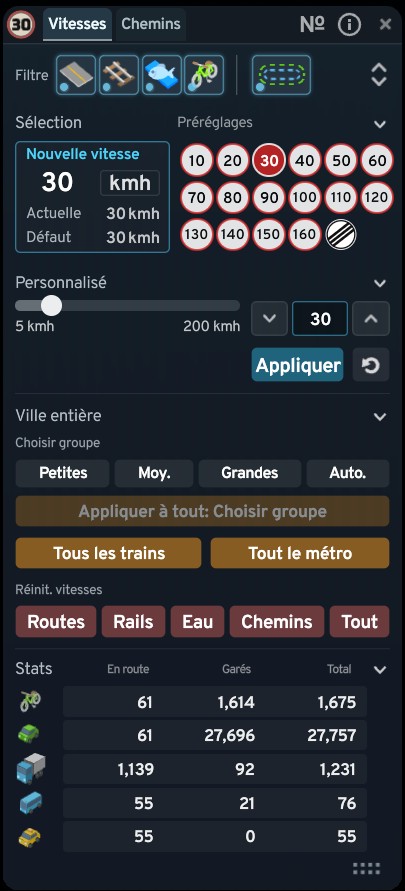 30 Vitesses Chemins Nº
Filtre
Sélection Préréglages
Nouvelle vitesse
30 kmh
Actuelle 30 kmh
Défaut 30 kmh
10 20 30 40 50 60
70 80 90 100 110 120
130 140 150 160
Personnalisé
5 kmh 200 kmh 30
Appliquer
Ville entière
Choisir groupe
Petites Moy. Grandes Auto.
Appliquer à tout: Choisir groupe
Tous les trains Tout le métro
Réinit. vitesses
Routes Rails Eau Chemins Tout
Stats En route Garés Total
61 1,614 1,675
61 27,696 27,757
1,139 92 1,231
55 21 76
55 0 55